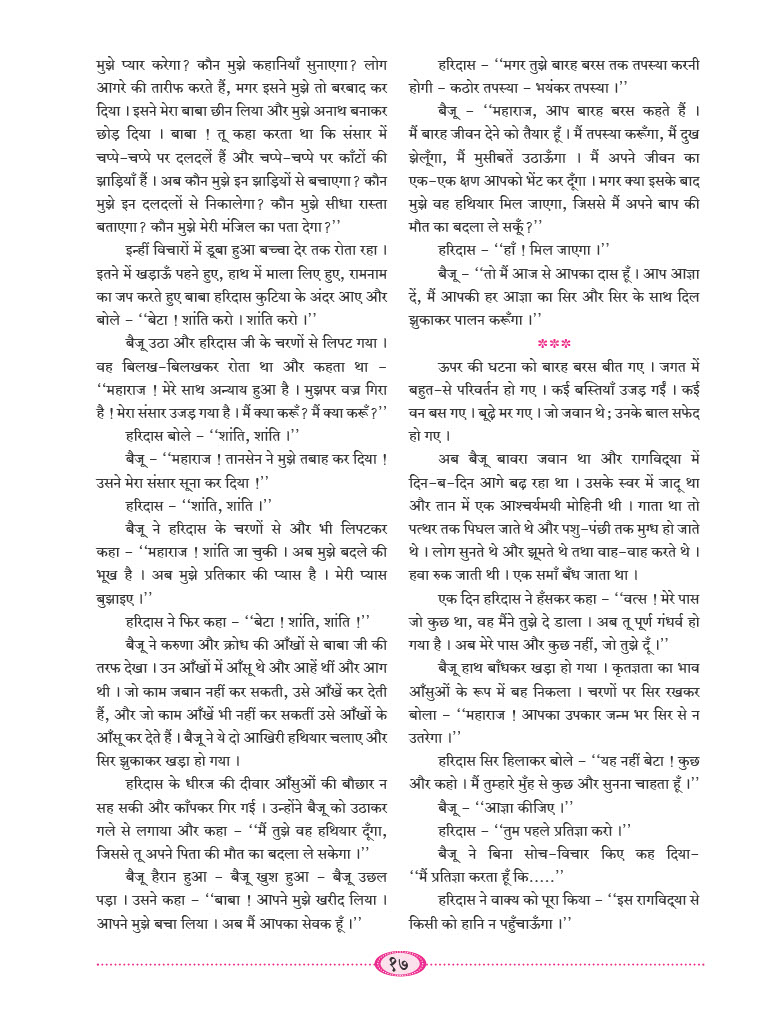 मुझे प्यार करेगा? कौन मुझे कहानियाँ सुनाएगा? लोग
आगरे की तारीफ करते हैं, मगर इसने मुझे तो बरबाद कर
दिया । इसने मेरा बाबा छीन लिया और मुझे अनाथ बनाकर
छोड़ दिया । बाबा ! तू कहा करता था कि संसार में
चप्पे-चप्पे पर दलदलें हैं और चप्पे-चप्पे पर काँटों की
झाड़ियाँ हैं । अब कौन मुझे इन झाड़ियों से बचाएगा? कौन
मुझे इन दलदलों से निकालेगा? कौन मुझे सीधा रास्ता
बताएगा? कौन मुझे मेरी मंजिल का पता देगा?’’
इन्हीं विचारों में डूबा हुआ बच्चा देर तक रोता रहा ।
इतने में खड़ाऊँ पहने हुए, हाथ में माला लिए हुए, रामनाम
का जप करते हुए बाबा हरिदास कुटिया के अंदर आए और
बोले - ‘‘बेटा ! शांति करो । शांति करो ।’’
बैजू उठा और हरिदास जी के चरणों से लिपट गया ।
वह बिलख-बिलखकर रोता था और कहता था -
‘‘महाराज ! मेरे साथ अन्याय हुआ है । मुझपर वज्र गिरा
है ! मेरा संसार उजड़ गया है । मैं क्या करूँ? मैं क्या करूँ?’’
हरिदास बोले - ‘‘शांति, शांति ।’’
बैजू - ‘‘महाराज ! तानसेन ने मुझे तबाह कर दिया !
उसने मेरा संसार सूना कर दिया !’’
हरिदास - ‘‘शांति, शांति ।’’
बैजू ने हरिदास के चरणों से और भी लिपटकर
कहा - ‘‘महाराज ! शांति जा चुकी । अब मुझे बदले की
भूख है । अब मुझे प्रतिकार की प्यास है । मेरी प्यास
बुझाइए ।’’
हरिदास ने फिर कहा - ‘‘बेटा ! शांति, शांति !’’
बैजू ने करुणा और क्रोध की आँखों से बाबा जी की
तरफ देखा । उन आँखों में आँसू थे और आहें थीं और आग
थी । जो काम जबान नहीं कर सकती, उसे आँखें कर देती
हैं, और जो काम आँखें भी नहीं कर सकतीं उसे आँखों के
आँसू कर देते हैं । बैजू ने ये दो आखिरी हथियार चलाए और
सिर झुकाकर खड़ा हो गया ।
हरिदास के धीरज की दीवार आँसुओं की बौछार न
सह सकी और काँपकर गिर गई । उन्होंने बैजू को उठाकर
गले से लगाया और कहा - ‘‘मैं तुझे वह हथियार दूँगा,
जिससे तू अपने पिता की मौत का बदला ले सकेगा ।’’
बैजू हैरान हुआ - बैजू खुश हुआ - बैजू उछल
पड़ा । उसने कहा - ‘‘बाबा ! आपने मुझे खरीद लिया ।
आपने मुझे बचा लिया । अब मैं आपका सेवक हूँ ।’’
हरिदास - ‘‘मगर तुझे बारह बरस तक तपस्या करनी
होगी - कठोर तपस्या - भयंकर तपस्या ।’’
बैजू - ‘‘महाराज, आप बारह बरस कहते हैं ।
मैं बारह जीवन देने को तैयार हूँ । मैं तपस्या करूँगा, मैं दुख
झेलूँगा, मैं मुसीबतें उठाऊँगा । मैं अपने जीवन का
एक-एक क्षण आपको भेंट कर दूँगा । मगर क्या इसके बाद
मुझे वह हथियार मिल जाएगा, जिससे मैं अपने बाप की
मौत का बदला ले सकूँ?’’
हरिदास - ‘‘हाँ ! मिल जाएगा ।’’
बैजू - ‘‘तो मैं आज से आपका दास हूँ । आप आज्ञा
दें, मैं आपकी हर आज्ञा का सिर और सिर के साथ दिल
झुकाकर पालन करूँगा ।’’
***
ऊपर की घटना को बारह बरस बीत गए । जगत में
बहुत-से परिवर्तन हो गए । कई बस्तियाँ उजड़ गईं । कई
वन बस गए । बूढ़े मर गए । जो जवान थे; उनके बाल सफेद
हो गए ।
अब बैजू बावरा जवान था और रागविद्या में
दिन-ब-दिन आगे बढ़ रहा था । उसके स्वर में जादू था
और तान में एक आश्चर्यमयी मोहिनी थी । गाता था तो
पत्थर तक पिघल जाते थे और पशु-पंछी तक मुग्ध हो जाते
थे । लोग सुनते थे और झूमते थे तथा वाह-वाह करते थे ।
हवा रुक जाती थी । एक समाँ बँध जाता था ।
एक दिन हरिदास ने हँसकर कहा - ‘‘वत्स ! मेरे पास
जो कुछ था, वह मैंने तुझे दे डाला । अब तू पूर्ण गंधर्व हो
गया है । अब मेरे पास और कुछ नहीं, जो तुझे दूँ ।’’
बैजू हाथ बाँधकर खड़ा हो गया । कृतज्ञता का भाव
आँसुओं के रूप में बह निकला । चरणों पर सिर रखकर
बोला - ‘‘महाराज ! आपका उपकार जन्म भर सिर से न
उतरेगा ।’’
हरिदास सिर हिलाकर बोले - ‘‘यह नहीं बेटा ! कुछ
और कहो । मैं तुम्हारे मुँह से कुछ और सुनना चाहता हूँ ।’’
बैजू - ‘‘आज्ञा कीजिए ।’’
हरिदास - ‘‘तुम पहले प्रतिज्ञा करो ।’’
बैजू ने बिना सोच-विचार किए कह दिया-
‘‘मैं प्रतिज्ञा करता हूँ कि.....’’
हरिदास ने वाक्य को पूरा किया - ‘‘इस रागविद्या से
किसी को हानि न पहुँचाऊँगा ।’’
१७